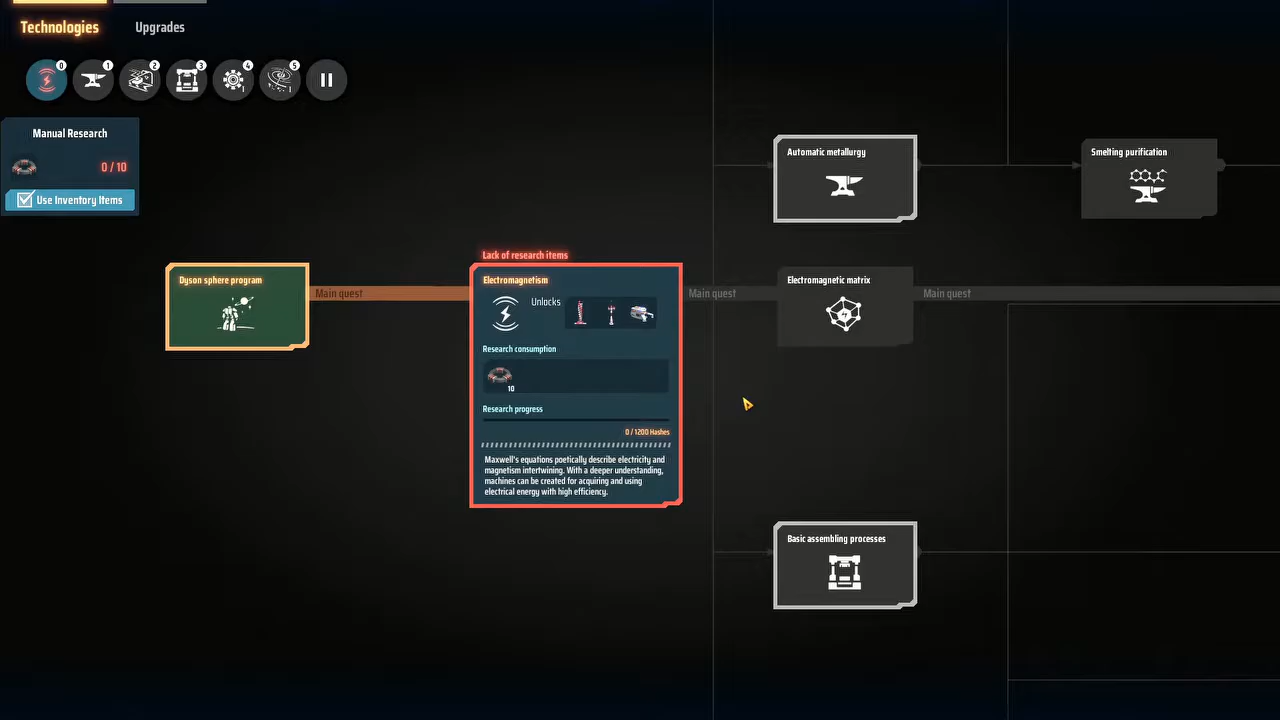 Technologies
Upgrades
0
1
2
3
4
5
Manual Research
0 / 10
Use Inventory Items
Automatic metallurgy
Smelting purification
Lack of research items
Dyson sphere program
Electromagnetism
Electromagnetic matrix
Main quest
Main quest
Main quest
Unlocks
Research consumption
10
Research progress
0 / 1200 Hashes
Maxwell's equations poetically describe electricity and
magnetism intertwining. With a deeper understanding,
machines can be created for acquiring and using
electrical energy with high efficiency.
Basic assembling processes